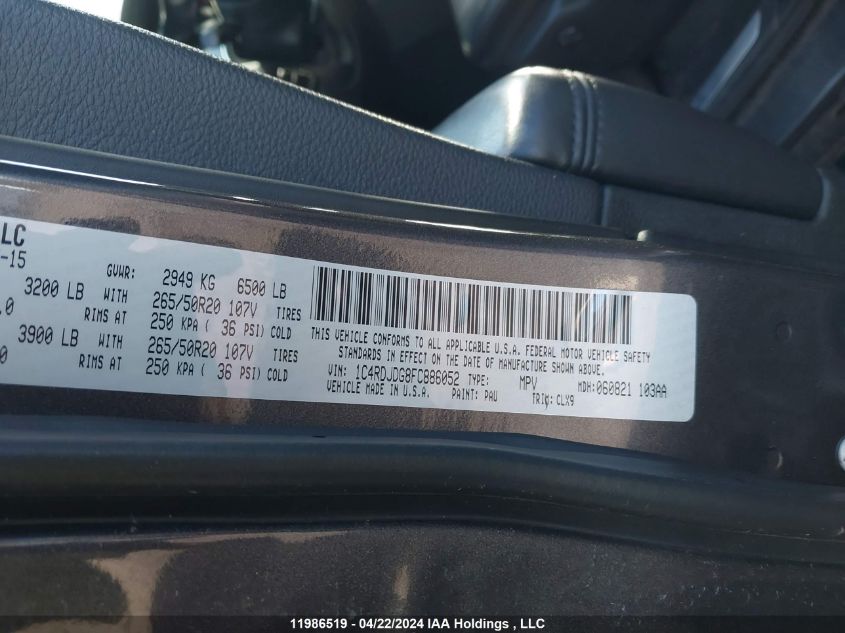 LC
-15
GVWR: 2949 KG 6500 LB
3200 LB WITH 265/50R20 107V TIRES
.0 RIMS AT 250 KPA ( 36 PSI) COLD
3900 LB WITH 265/50R20 107V TIRES
0 RIMS AT 250 KPA ( 36 PSI) COLD
THIS VEHICLE CONFORMS TO ALL APPLICABLE U.S.A. FEDERAL MOTOR VEHICLE SAFETY
STANDARDS IN EFFECT ON THE DATE OF MANUFACTURE SHOWN ABOVE.
VIN: 1C4RDJDG8FC886052 TYPE: MPV MDH: 060821 103AA
VEHICLE MADE IN U.S.A. PAINT: PAU TRIM: CLX9
11986519 - 04/22/2024 IAA Holdings , LLC